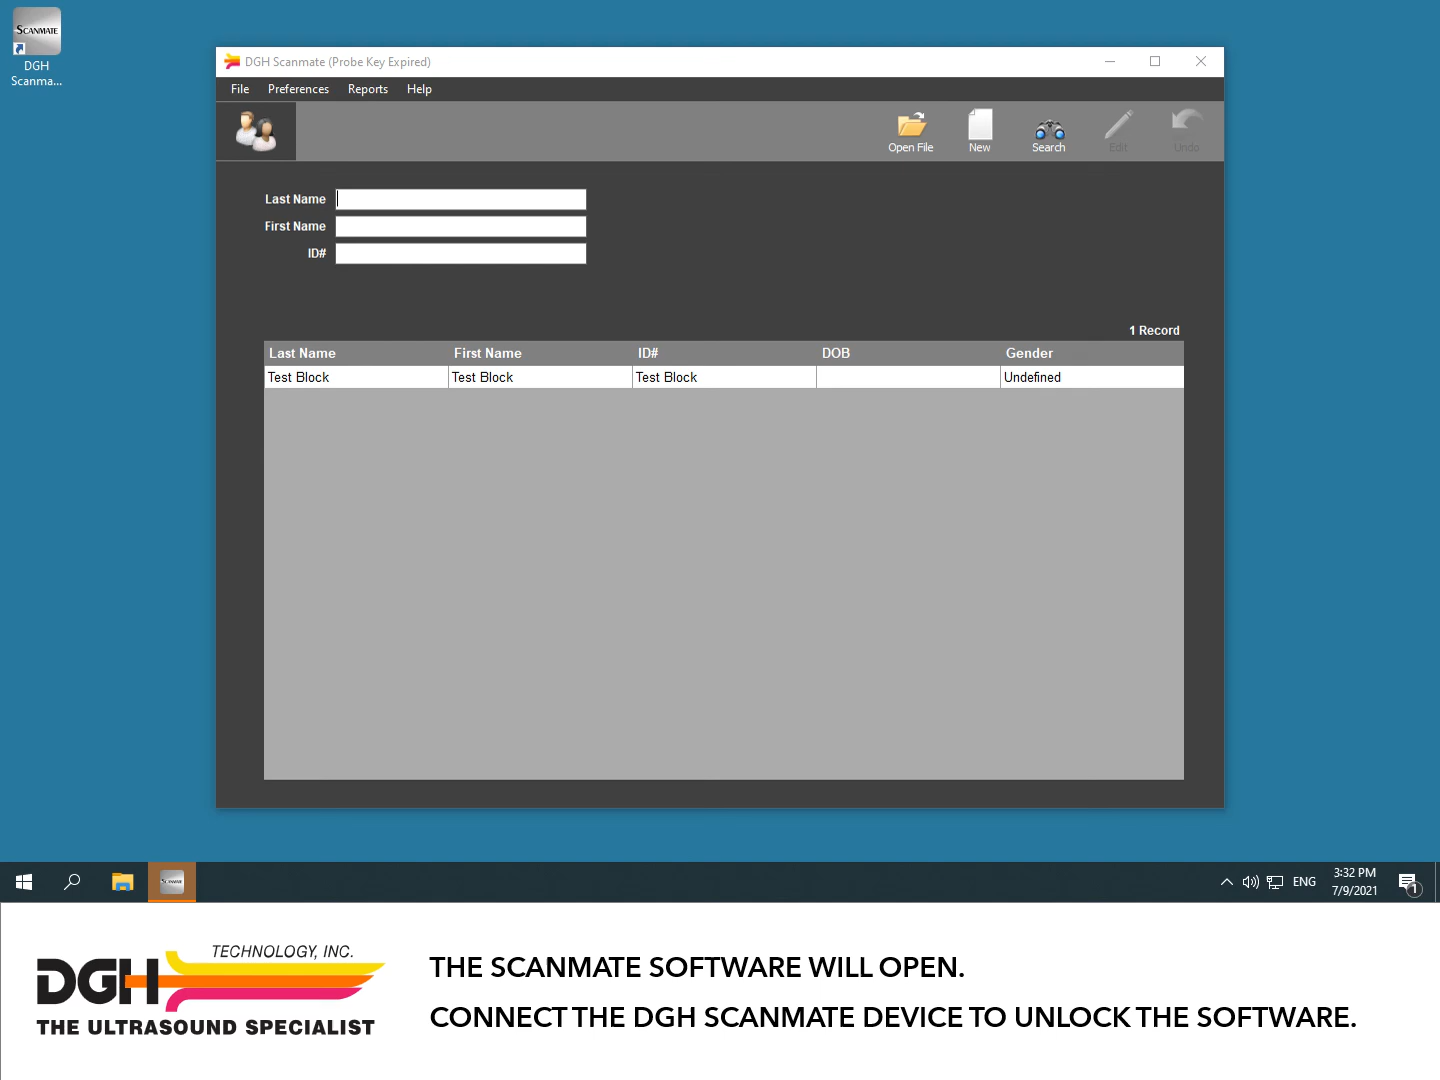 SCANMATE
DGH
Scanma...
DGH Scanmate (Probe Key Expired)
File Preferences Reports Help
Open File New Search Edit Undo
Last Name
First Name
ID#
1 Record
Last Name First Name ID# DOB Gender
Test Block Test Block Test Block Undefined
SCANMATE
ENG
3:32 PM
7/9/2021
1
DGH TECHNOLOGY, INC.
THE ULTRASOUND SPECIALIST
THE SCANMATE SOFTWARE WILL OPEN.
CONNECT THE DGH SCANMATE DEVICE TO UNLOCK THE SOFTWARE.